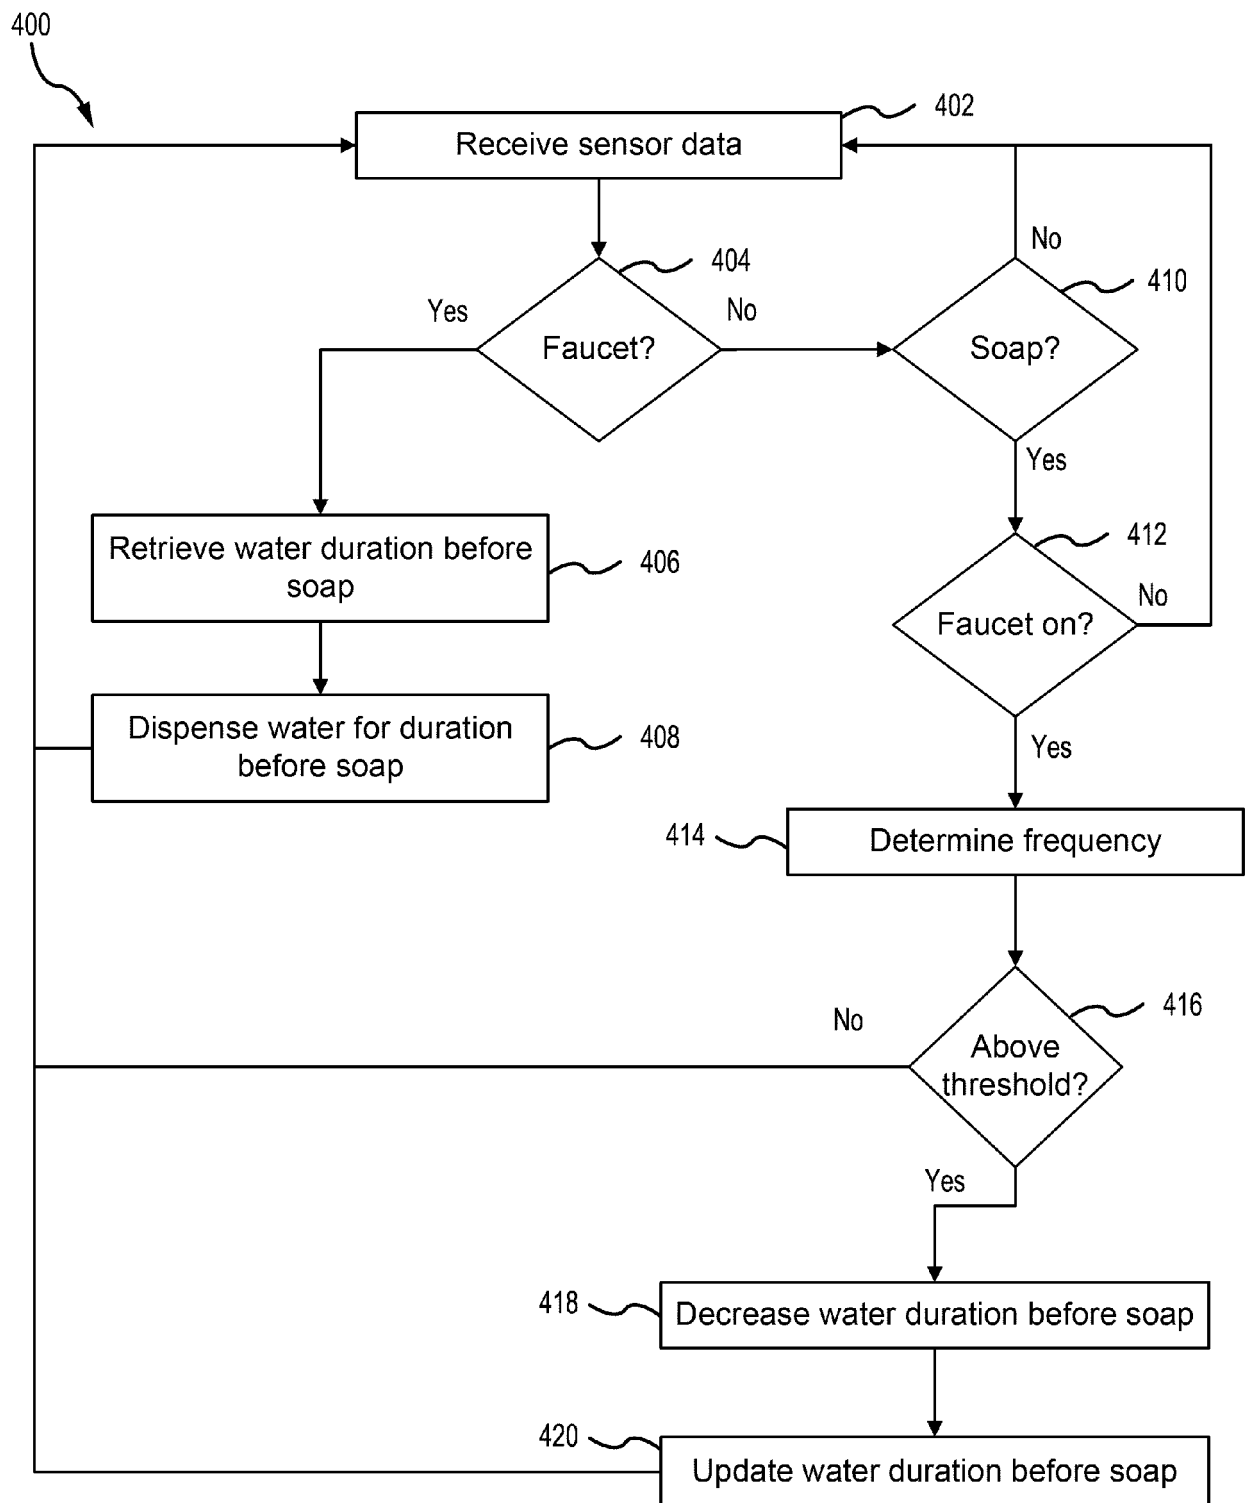 400
402
Receive sensor data
404
No
410
Yes
No
Faucet?
Soap?
Yes
412
Retrieve water duration before
soap
406
No
Faucet on?
Dispense water for duration
before soap
408
Yes
414
Determine frequency
416
No
Above
threshold?
Yes
418
Decrease water duration before soap
420
Update water duration before soap